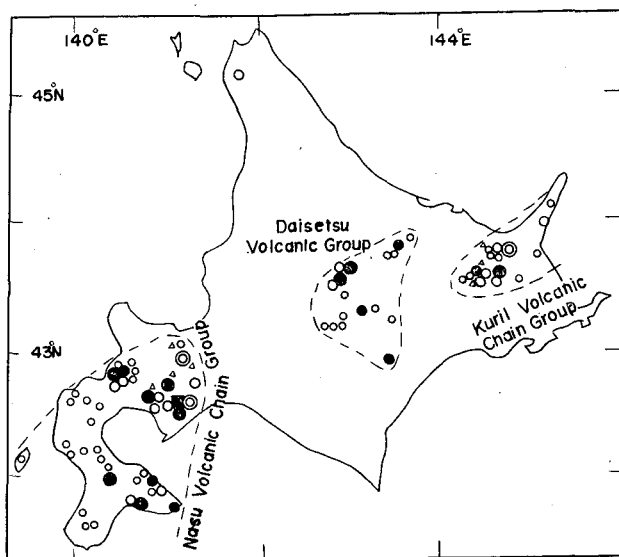 140°E
144°E
45°N
Daisetsu
Volcanic Group
Kuril Volcanic
Chain Group
43°N
Nasu Volcanic Chain Group